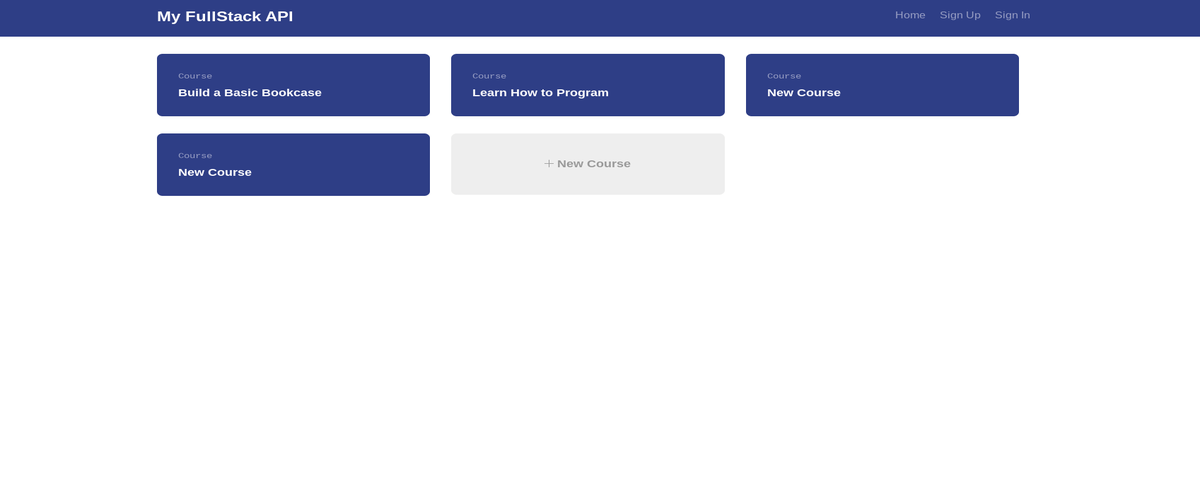 My FullStack API
Home Sign Up Sign In
Course
Build a Basic Bookcase
Course
Learn How to Program
Course
New Course
Course
New Course
+ New Course